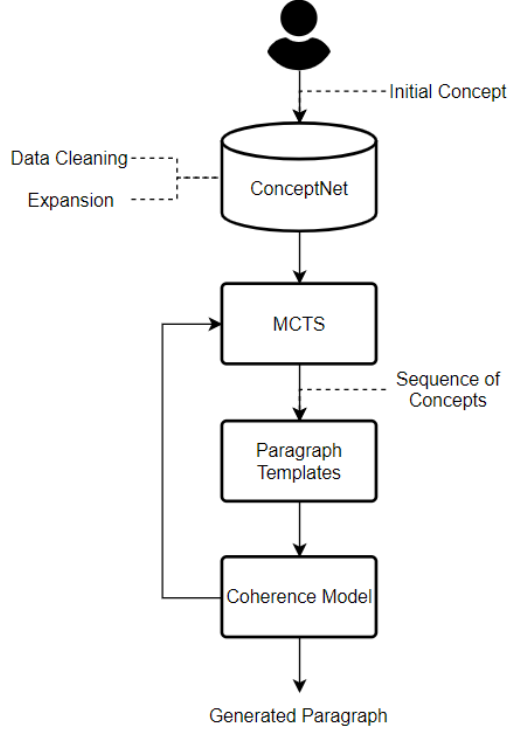 Initial Concept
Data Cleaning
Expansion
ConceptNet
MCTS
Sequence of
Concepts
Paragraph
Templates
Coherence Model
Generated Paragraph